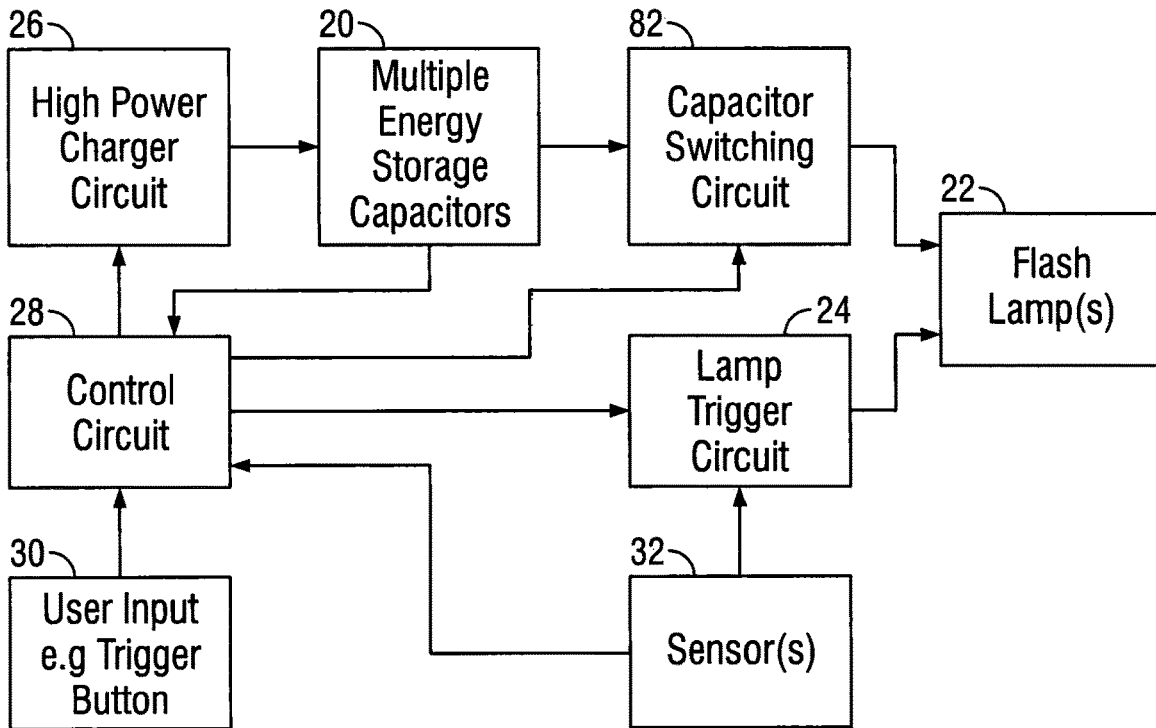 26
High Power
Charger
Circuit
20
Multiple
Energy
Storage
Capacitors
82
Capacitor
Switching
Circuit
22
Flash
Lamp(s)
28
Control
Circuit
24
Lamp
Trigger
Circuit
30
User Input
e.g Trigger
Button
32
Sensor(s)